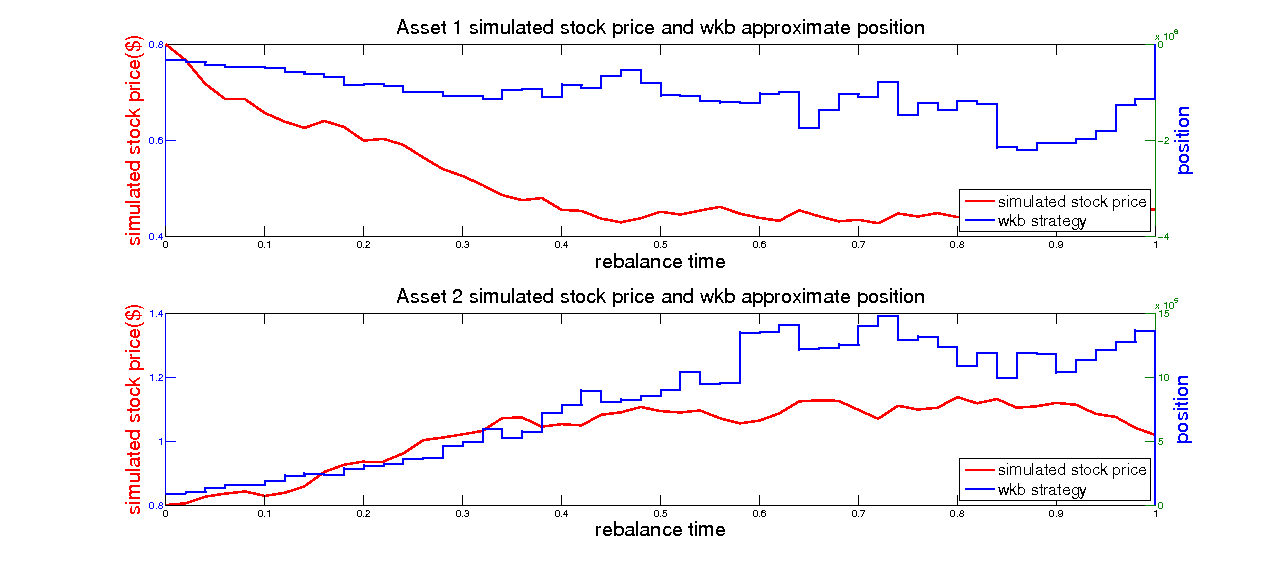 Asset 1 simulated stock price and wkb approximate position
simulated stock price($)
0.8
0.6
0.4
0 0.1 0.2 0.3 0.4 0.5 0.6 0.7 0.8 0.9 1
rebalance time
0
−2
−4
position
simulated stock price
wkb strategy
Asset 2 simulated stock price and wkb approximate position
simulated stock price($)
1.4
1.2
1
0.8
0 0.1 0.2 0.3 0.4 0.5 0.6 0.7 0.8 0.9 1
rebalance time
15
10
5
0
position
simulated stock price
wkb strategy